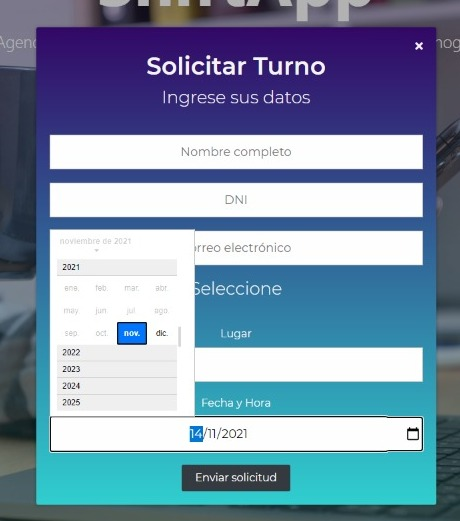 ShiftApp
Solicitar Turno
Ingrese sus datos
Nombre completo
DNI
rreo electrónico
noviembre de 2021
2021
ene. feb. mar. abr.
may. jun. jul. ago.
sep. oct. nov. dic.
2022
2023
2024
2025
Seleccione
Lugar
Fecha y Hora
14/11/2021
Enviar solicitud